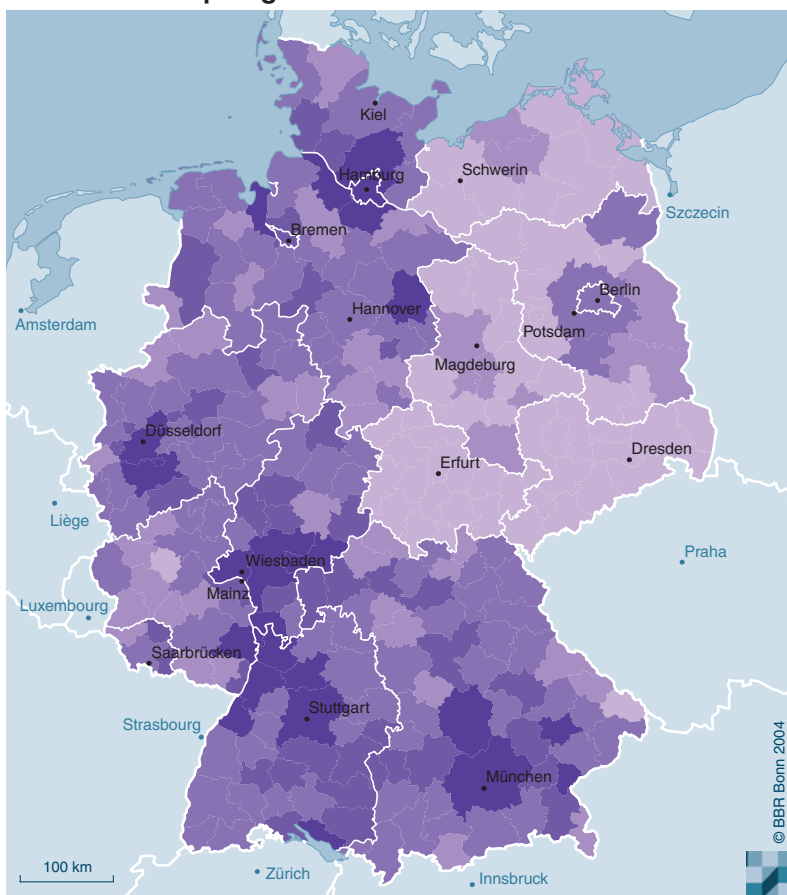 Kiel
Hamburg
Schwerin
Szczecin
Bremen
Berlin
Amsterdam
Hannover
Potsdam
Magdeburg
Düsseldorf
Dresden
Erfurt
Liège
Praha
Wiesbaden
Mainz
Luxembourg
Saarbrücken
Stuttgart
Strasbourg
München
© BBR Bonn 2004
100 km
Zürich
Innsbruck